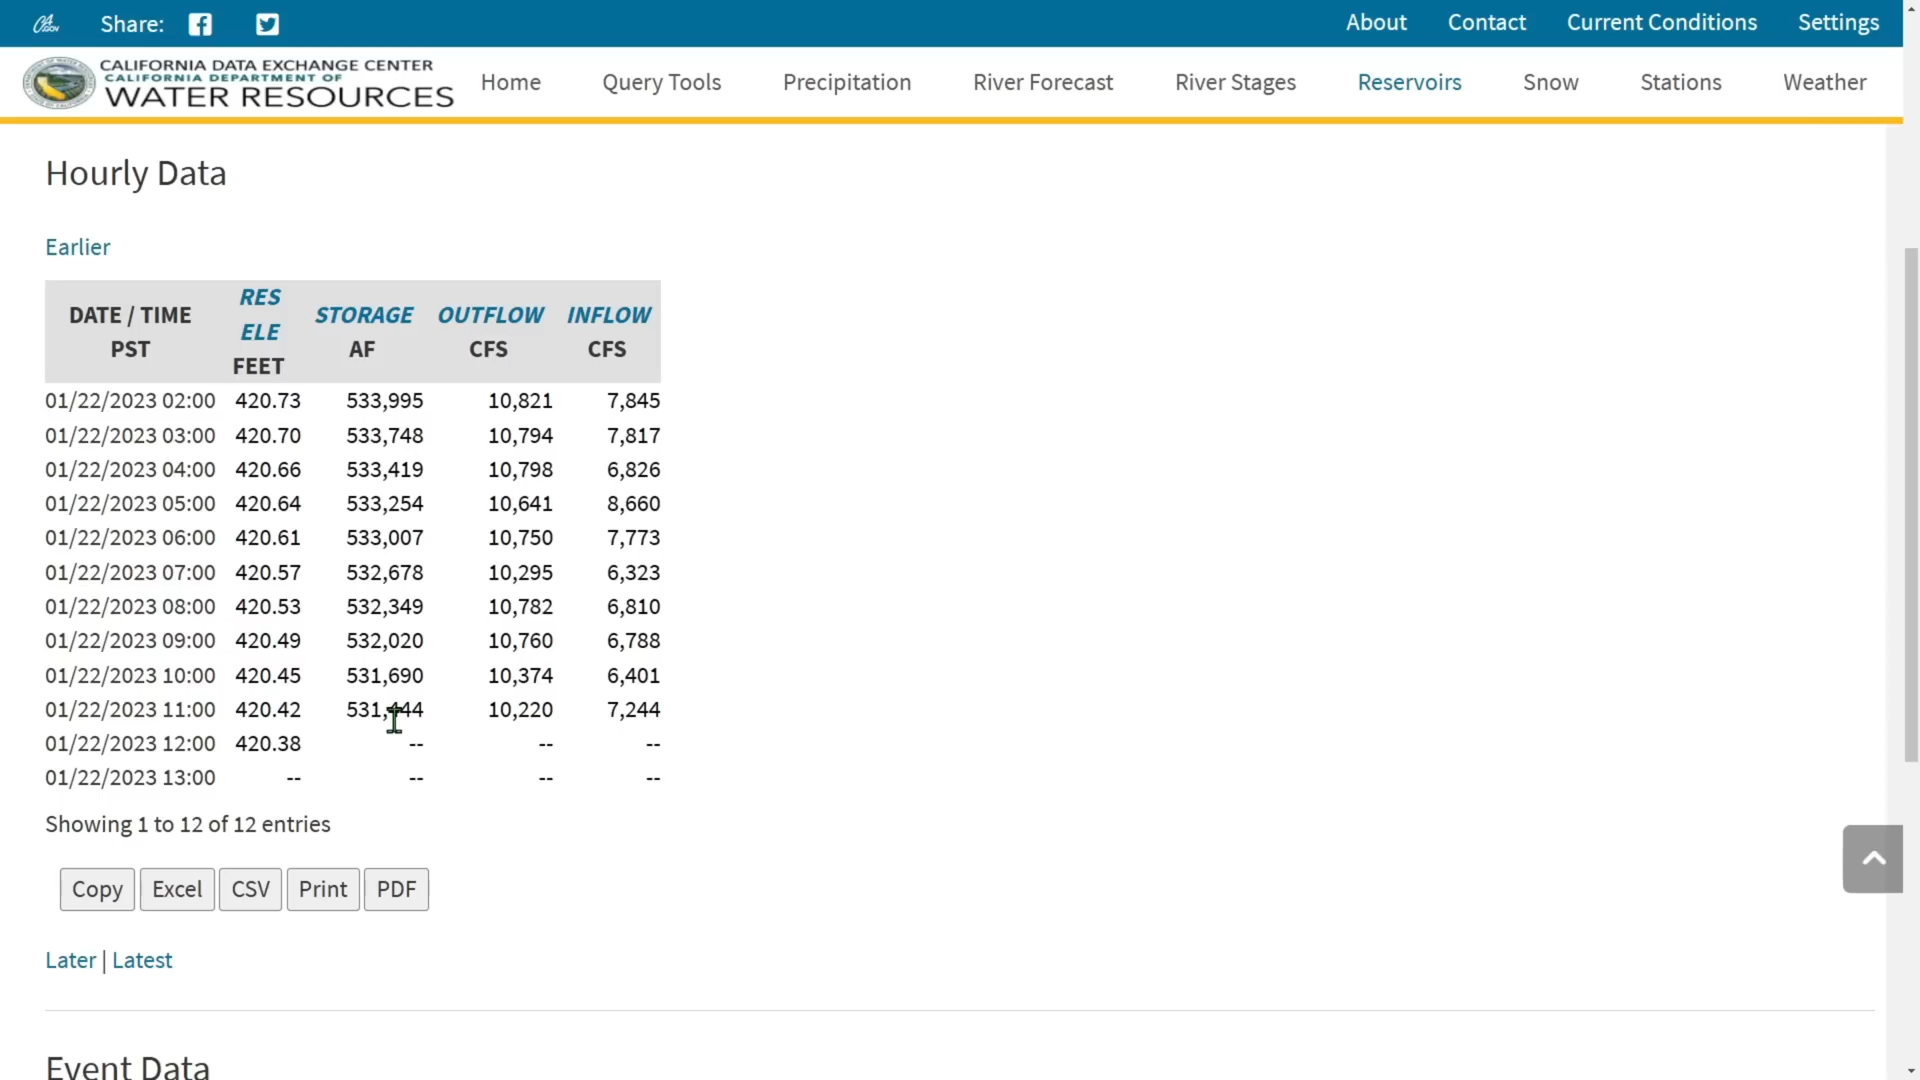 CA.GOV Share: About Contact Current Conditions Settings
CALIFORNIA DATA EXCHANGE CENTER
CALIFORNIA DEPARTMENT OF
WATER RESOURCES
Home Query Tools Precipitation River Forecast River Stages Reservoirs Snow Stations Weather
Hourly Data
Earlier
DATE / TIME PST RES ELE FEET STORAGE AF OUTFLOW CFS INFLOW CFS
01/22/2023 02:00 420.73 533,995 10,821 7,845
01/22/2023 03:00 420.70 533,748 10,794 7,817
01/22/2023 04:00 420.66 533,419 10,798 6,826
01/22/2023 05:00 420.64 533,254 10,641 8,660
01/22/2023 06:00 420.61 533,007 10,750 7,773
01/22/2023 07:00 420.57 532,678 10,295 6,323
01/22/2023 08:00 420.53 532,349 10,782 6,810
01/22/2023 09:00 420.49 532,020 10,760 6,788
01/22/2023 10:00 420.45 531,690 10,374 6,401
01/22/2023 11:00 420.42 531,444 10,220 7,244
01/22/2023 12:00 420.38 -- -- --
01/22/2023 13:00 -- -- -- --
Showing 1 to 12 of 12 entries
Copy Excel CSV Print PDF
Later | Latest
Event Data